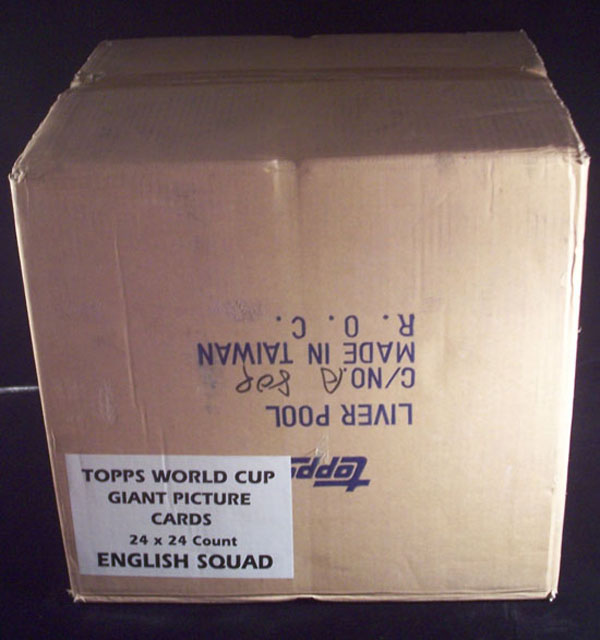 topps
LIVER POOL
C/NO.
MADE IN TAIWAN
R. O. C.
TOPPS WORLD CUP
GIANT PICTURE
CARDS
24 x 24 Count
ENGLISH SQUAD